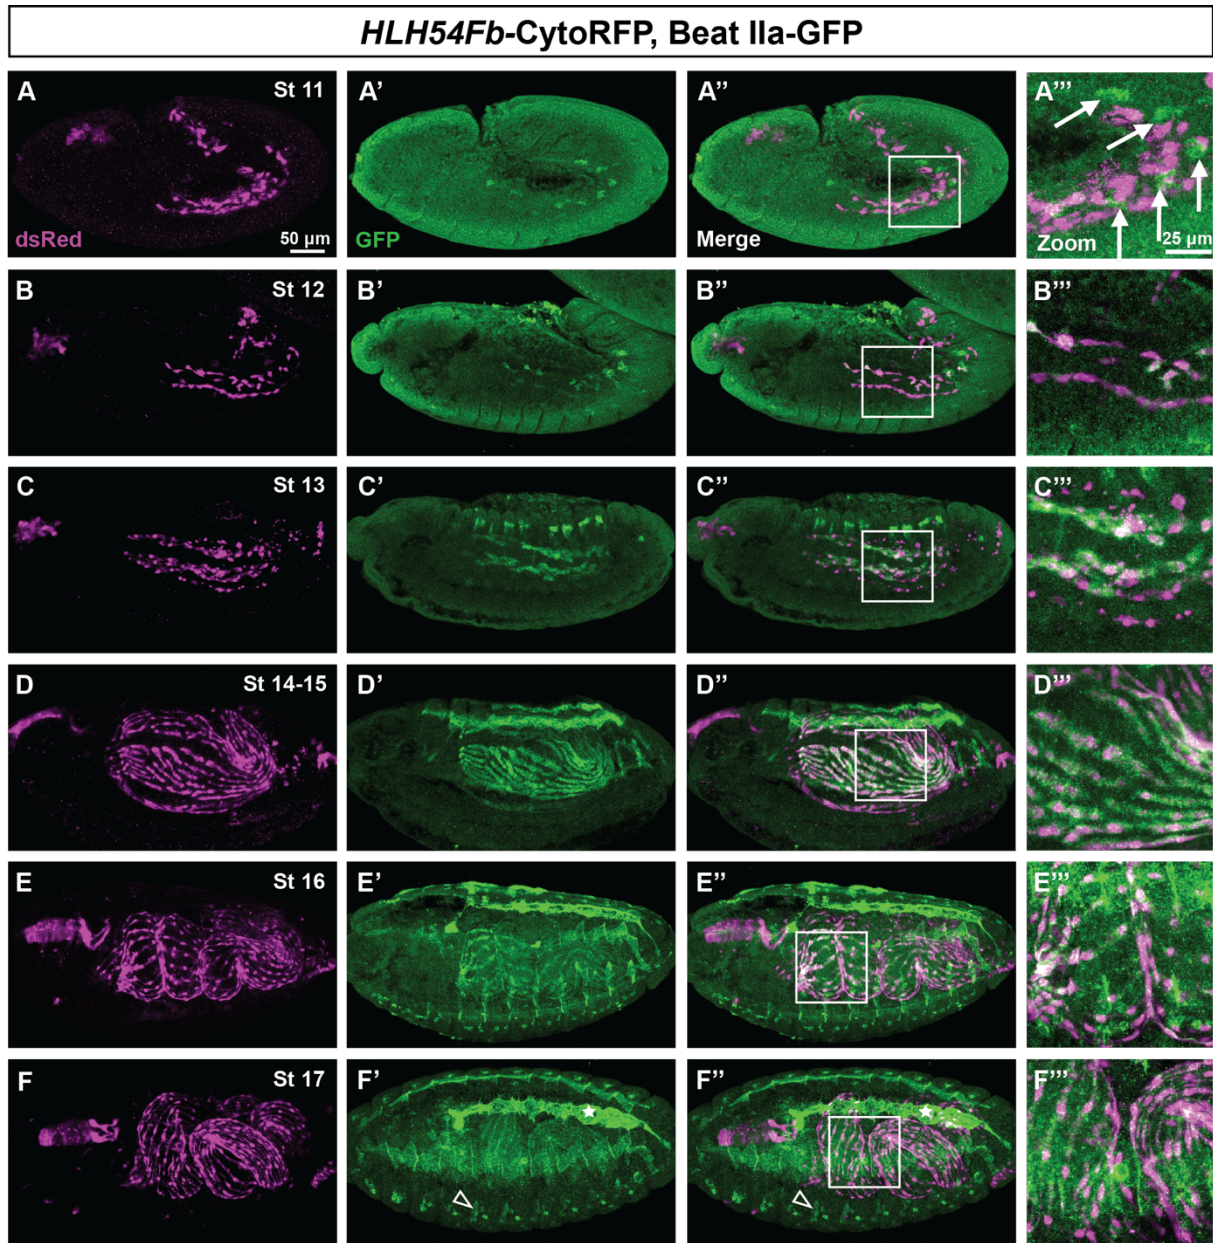 HLH54Fb-CytoRFP, Beat IIa-GFP
A St 11 A’ A’’ A’’’
dsRed 50 μm GFP Merge Zoom 25 μm
B St 12 B’ B’’ B’’’
C St 13 C’ C’’ C’’’
D St 14-15 D’ D’’ D’’’
E St 16 E’ E’’ E’’’
F St 17 F’ F’’ F’’’